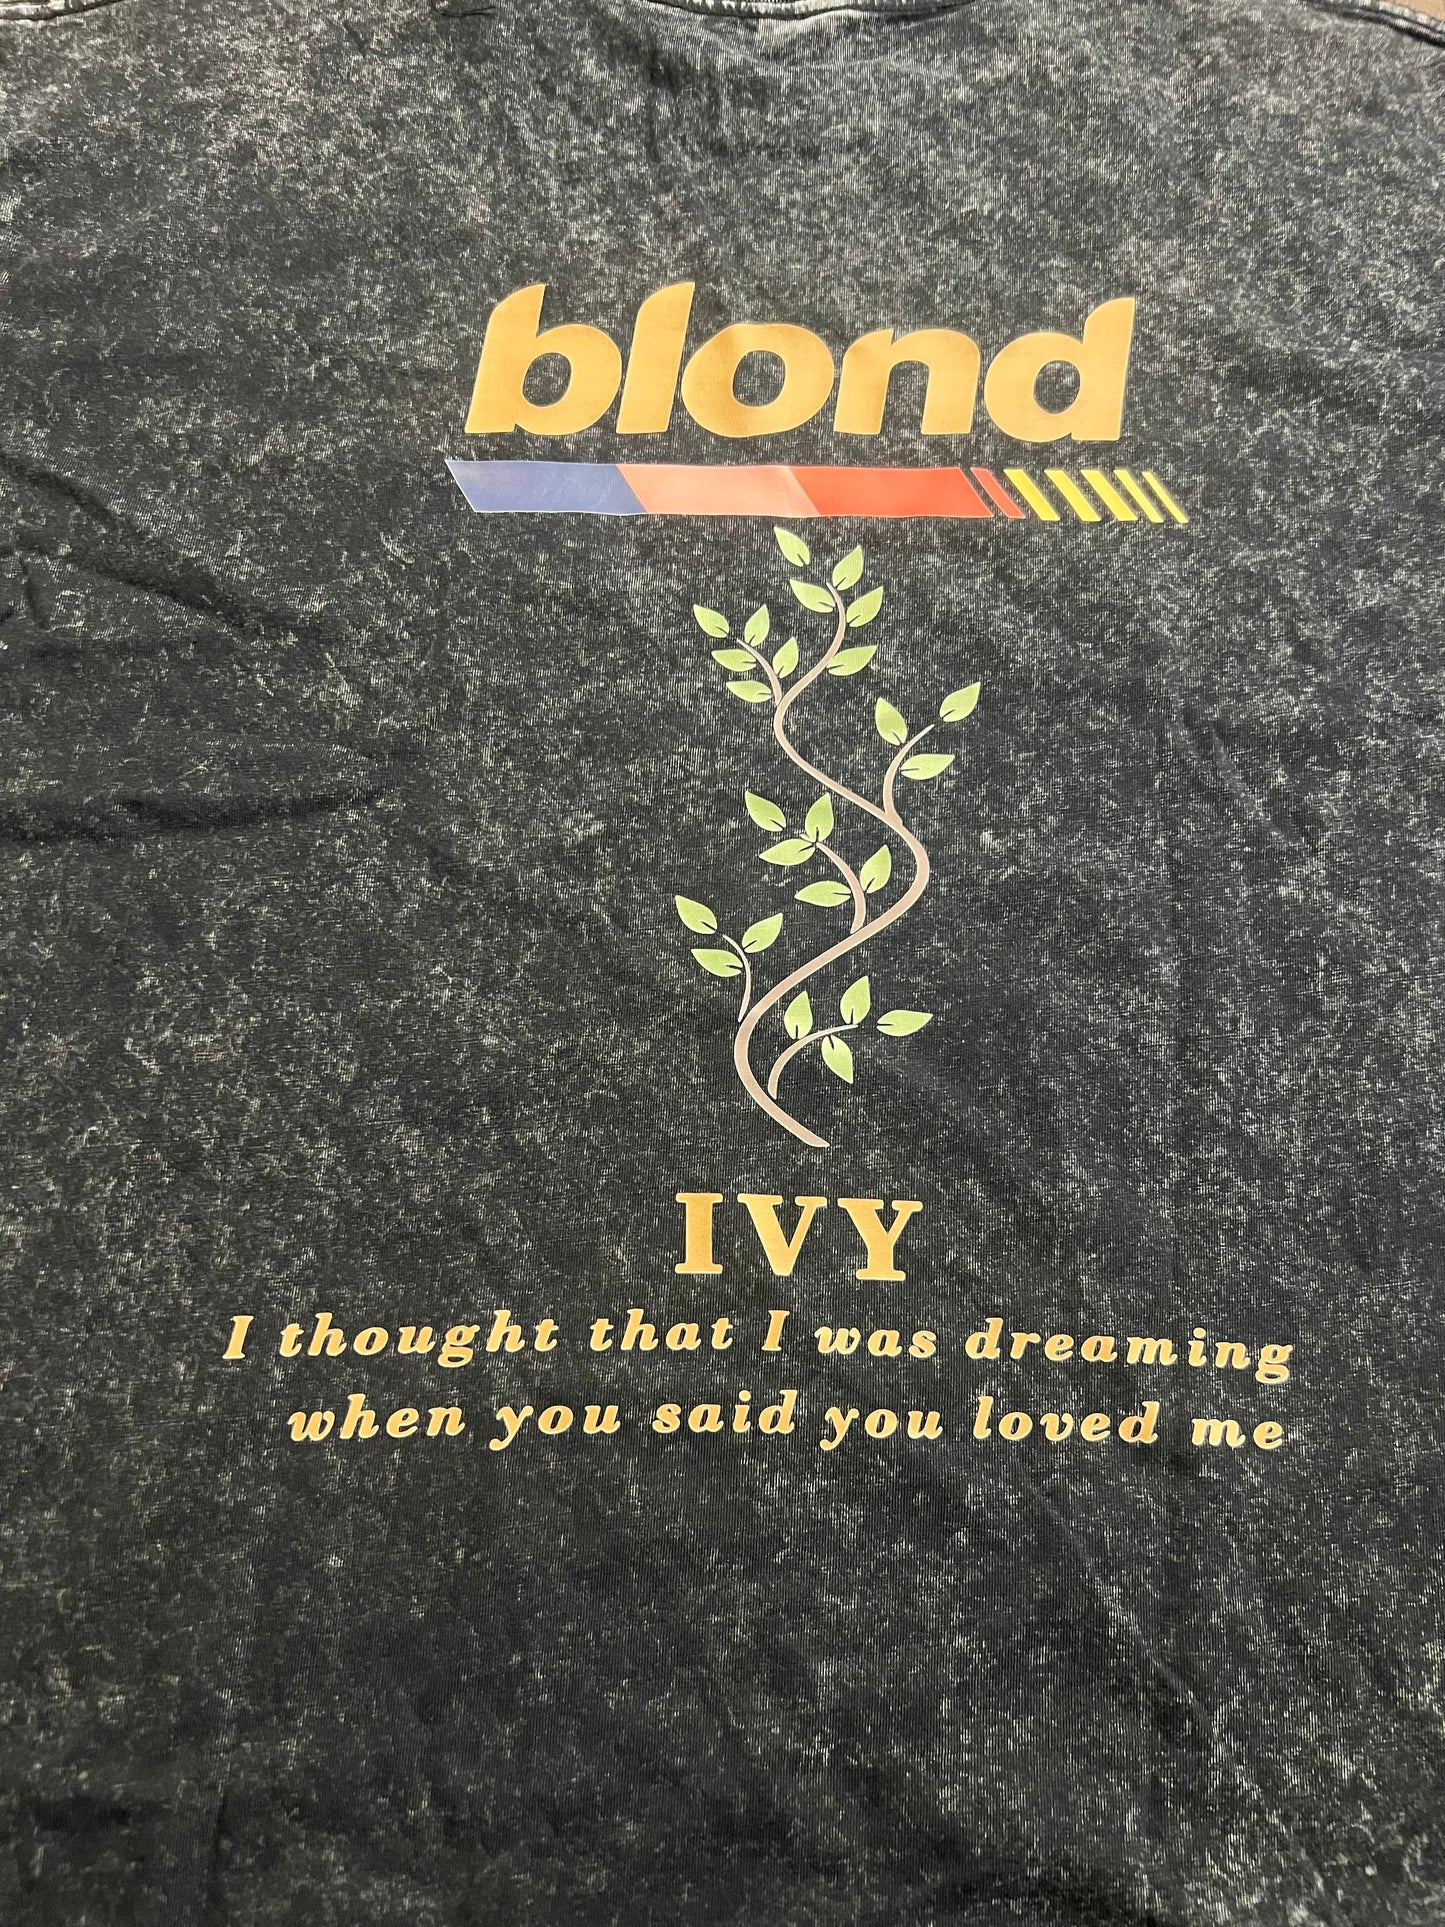 blond
IVY
I thought that I was dreaming
when you said you loved me